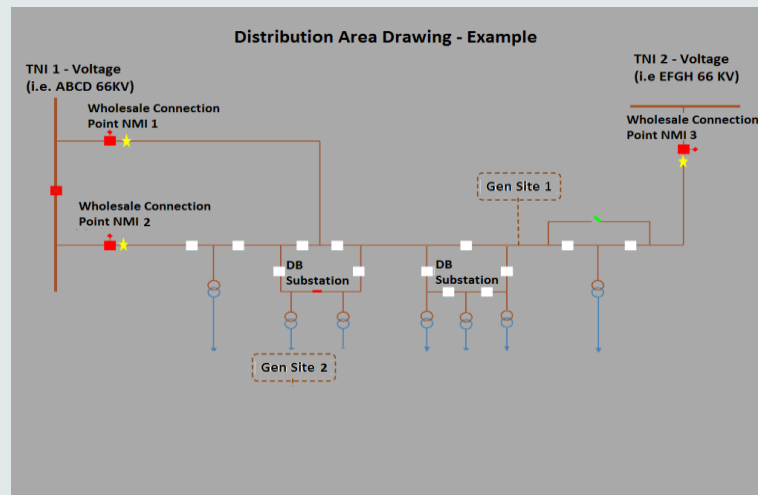 Distribution Area Drawing - Example
TNI 1 - Voltage
(i.e. ABCD 66KV)
TNI 2 - Voltage
(i.e EFGH 66 KV)
Wholesale Connection
Point NMI 1
Wholesale Connection
Point NMI 3
Gen Site 1
Wholesale Connection
Point NMI 2
DB
Substation
DB
Substation
Gen Site 2